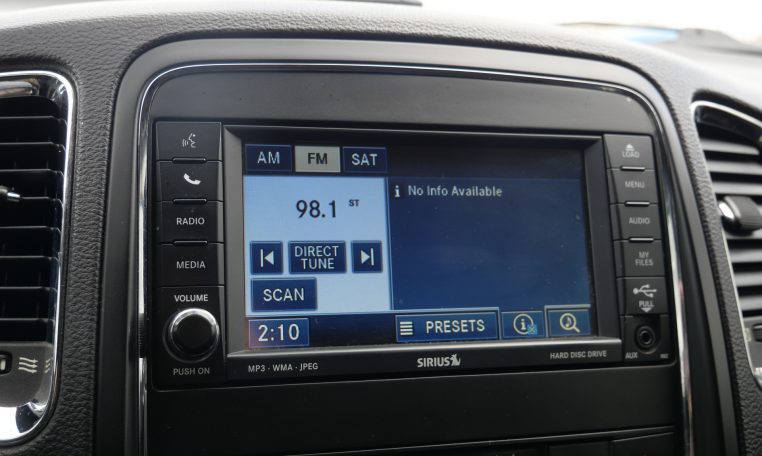 AM FM SAT
98.1 ST
DIRECT
TUNE
SCAN
2:10
i No Info Available
PRESETS
i
RADIO
MEDIA
VOLUME
PUSH ON
LOAD
MENU
AUDIO
MY
FILES
PULL
AUX
MP3 · WMA · JPEG
SIRIUS
HARD DISC DRIVE